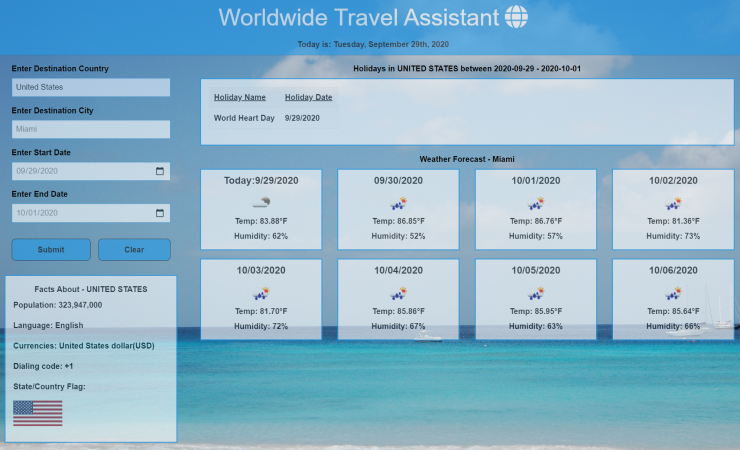 Worldwide Travel Assistant
Today is: Tuesday, September 29th, 2020
Enter Destination Country
United States
Enter Destination City
Miami
Enter Start Date
09/29/2020
Enter End Date
10/01/2020
Submit Clear
Facts About - UNITED STATES
Population: 323,947,000
Language: English
Currencies: United States dollar(USD)
Dialing code: +1
State/Country Flag:
Holidays in UNITED STATES between 2020-09-29 - 2020-10-01
Holiday Name Holiday Date
World Heart Day 9/29/2020
Weather Forecast - Miami
Today:9/29/2020
Temp: 83.88°F
Humidity: 62%
09/30/2020
Temp: 86.85°F
Humidity: 52%
10/01/2020
Temp: 86.76°F
Humidity: 57%
10/02/2020
Temp: 81.36°F
Humidity: 73%
10/03/2020
Temp: 81.70°F
Humidity: 72%
10/04/2020
Temp: 85.86°F
Humidity: 67%
10/05/2020
Temp: 85.95°F
Humidity: 63%
10/06/2020
Temp: 85.64°F
Humidity: 66%